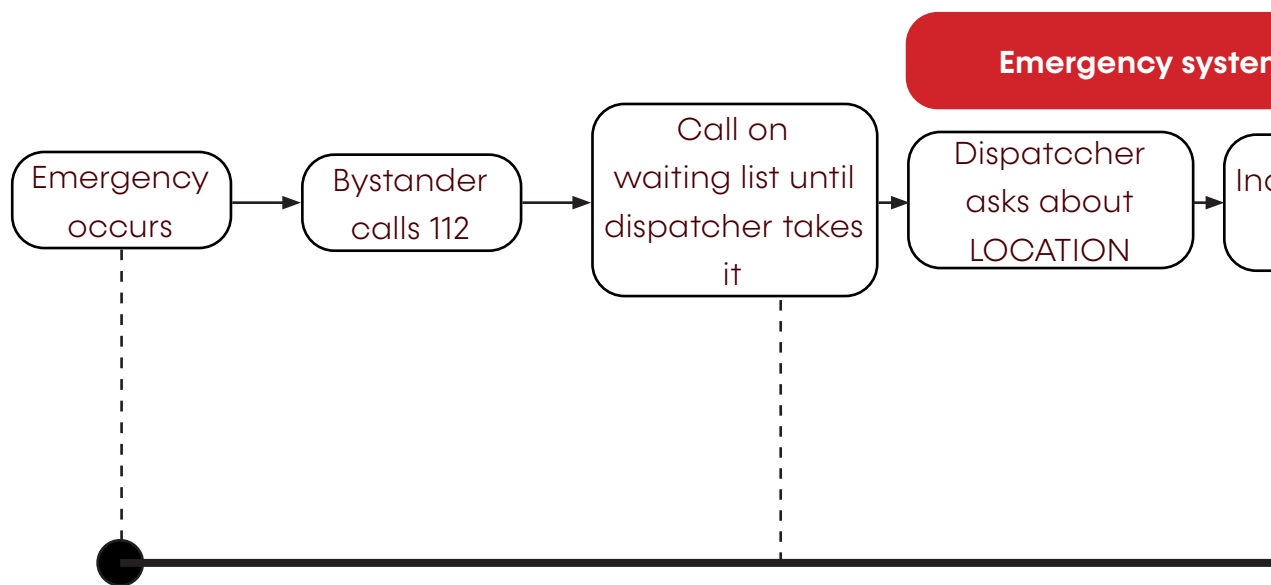 Emergency system
Emergency
occurs
Bystander
calls 112
Call on
waiting list until
dispatcher takes
it
Dispatccher
asks about
LOCATION